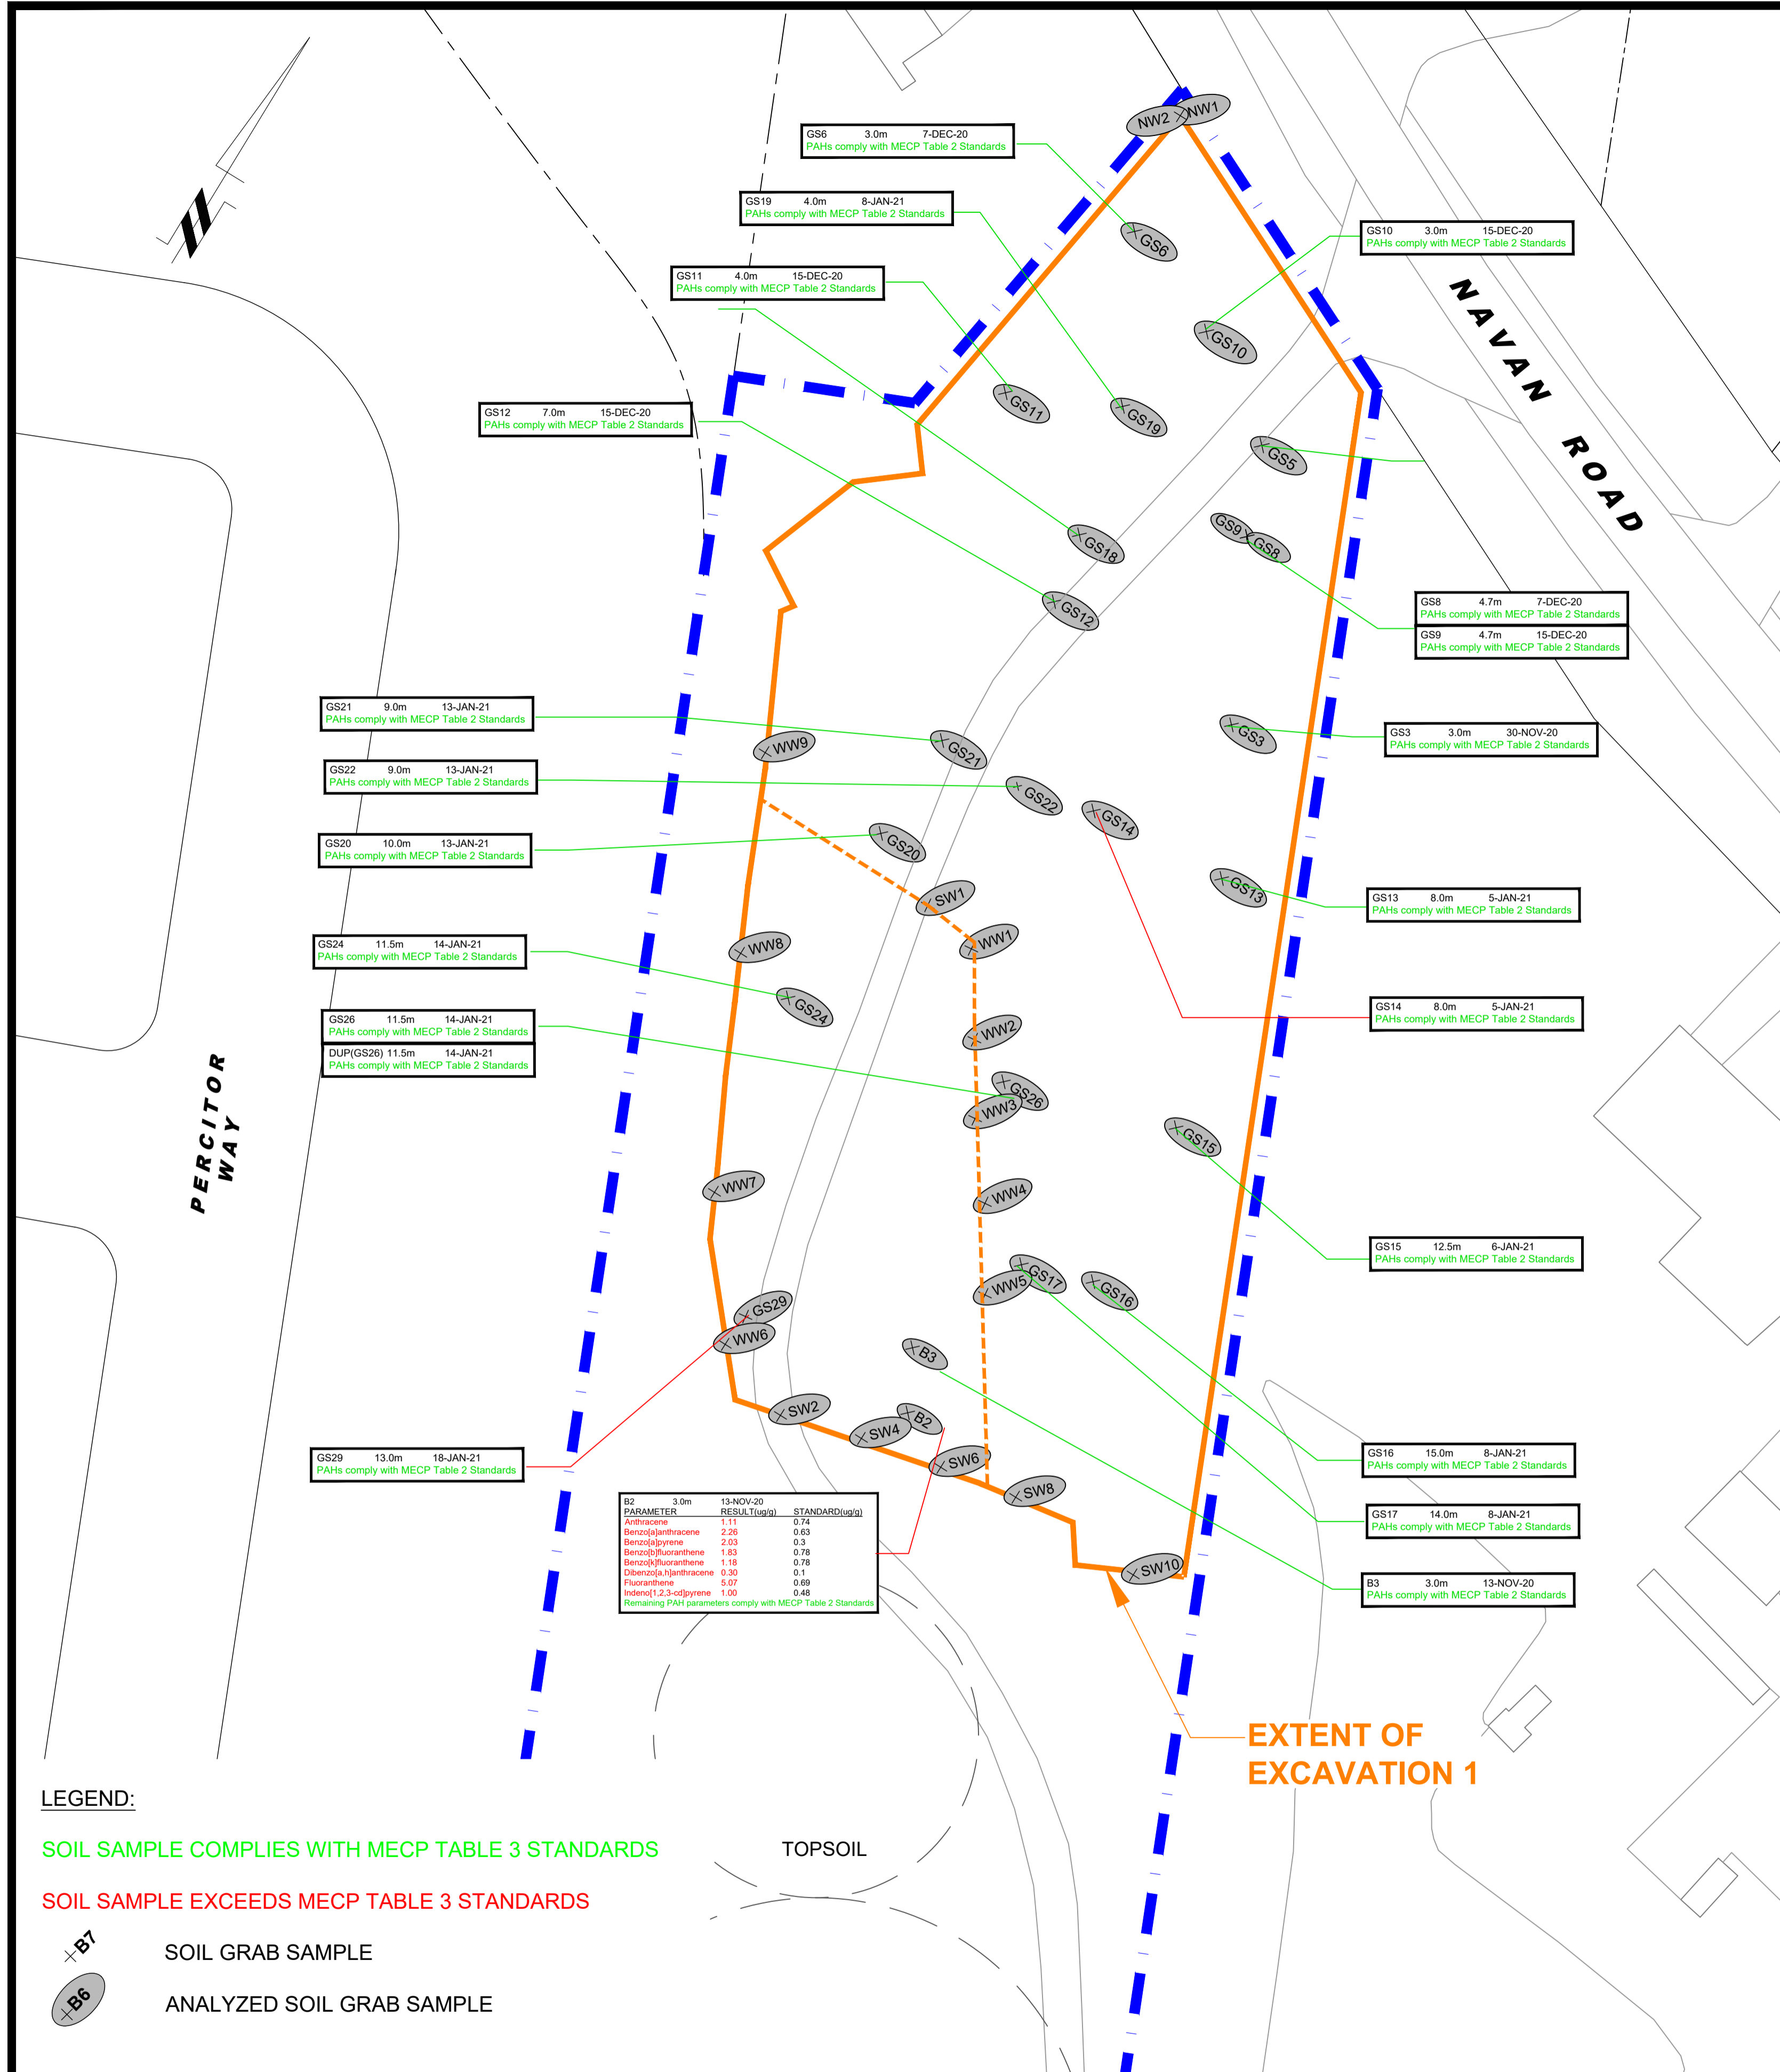 NW2
NW1
GS6 3.0m 7-DEC-20
PAHs comply with MECP Table 2 Standards
GS19 4.0m 8-JAN-21
PAHs comply with MECP Table 2 Standards
GS6
GS10 3.0m 15-DEC-20
PAHs comply with MECP Table 2 Standards
GS11 4.0m 15-DEC-20
PAHs comply with MECP Table 2 Standards
GS10
NAVAN ROAD
GS11
GS19
GS12 7.0m 15-DEC-20
PAHs comply with MECP Table 2 Standards
GS5
GS9
GS8
GS18
GS12
GS8 4.7m 7-DEC-20
PAHs comply with MECP Table 2 Standards
GS9 4.7m 15-DEC-20
PAHs comply with MECP Table 2 Standards
GS21 9.0m 13-JAN-21
PAHs comply with MECP Table 2 Standards
WW9
GS21
GS3
GS3 3.0m 30-NOV-20
PAHs comply with MECP Table 2 Standards
GS22 9.0m 13-JAN-21
PAHs comply with MECP Table 2 Standards
GS22
GS14
GS20 10.0m 13-JAN-21
PAHs comply with MECP Table 2 Standards
GS20
SW1
GS13
GS13 8.0m 5-JAN-21
PAHs comply with MECP Table 2 Standards
GS24 11.5m 14-JAN-21
PAHs comply with MECP Table 2 Standards
WW8
WW1
GS24
GS14 8.0m 5-JAN-21
PAHs comply with MECP Table 2 Standards
GS26 11.5m 14-JAN-21
PAHs comply with MECP Table 2 Standards
DUP(GS26) 11.5m 14-JAN-21
PAHs comply with MECP Table 2 Standards
WW2
GS26
WW3
PERCITOR
WAY
GS15
WW7
WW4
GS15 12.5m 6-JAN-21
PAHs comply with MECP Table 2 Standards
GS17
WW5
GS16
GS29
WW6
B3
SW2
B2
SW4
SW6
SW8
GS29 13.0m 18-JAN-21
PAHs comply with MECP Table 2 Standards
GS16 15.0m 8-JAN-21
PAHs comply with MECP Table 2 Standards
GS17 14.0m 8-JAN-21
PAHs comply with MECP Table 2 Standards
B2 3.0m 13-NOV-20
PARAMETER RESULT(ug/g) STANDARD(ug/g)
Anthracene 1.11 0.74
Benzo[a]anthracene 2.26 0.63
Benzo[a]pyrene 2.03 0.3
Benzo[b]fluoranthene 1.83 0.78
Benzo[k]fluoranthene 1.18 0.78
Dibenzo[a,h]anthracene 0.30 0.1
Fluoranthene 5.07 0.69
Indeno[1,2,3-cd]pyrene 1.00 0.48
Remaining PAH parameters comply with MECP Table 2 Standards
SW10
B3 3.0m 13-NOV-20
PAHs comply with MECP Table 2 Standards
EXTENT OF
EXCAVATION 1
LEGEND:
SOIL SAMPLE COMPLIES WITH MECP TABLE 3 STANDARDS
TOPSOIL
SOIL SAMPLE EXCEEDS MECP TABLE 3 STANDARDS
B7 SOIL GRAB SAMPLE
B6 ANALYZED SOIL GRAB SAMPLE